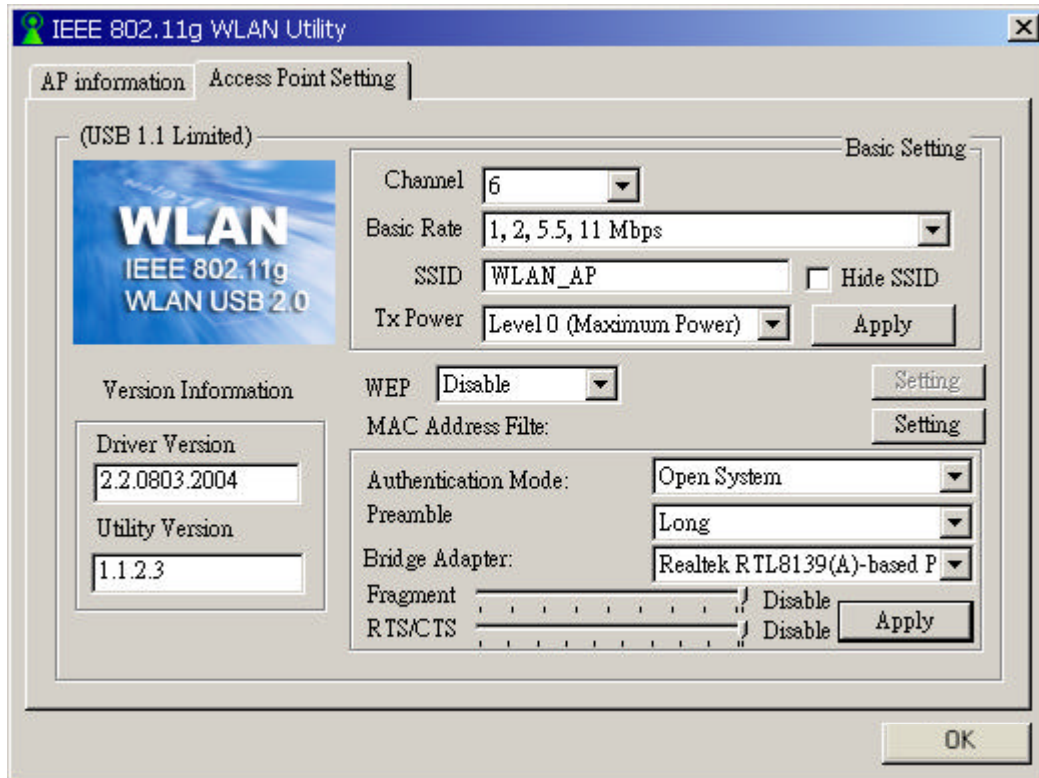 IEEE 802.11g WLAN Utility
AP information
Access Point Setting
(USB 1.1 Limited)
WLAN
IEEE 802.11g
WLAN USB 2.0
Basic Setting
Channel 6
Basic Rate 1, 2, 5.5, 11 Mbps
SSID WLAN_AP Hide SSID
Tx Power Level 0 (Maximum Power) Apply
Version Information
Driver Version
2.2.0803.2004
Utility Version
1.1.2.3
WEP Disable Setting
MAC Address Filte: Setting
Authentication Mode: Open System
Preamble Long
Bridge Adapter: Realtek RTL8139(A)-based P
Fragment Disable
RTS/CTS Disable
Apply
OK